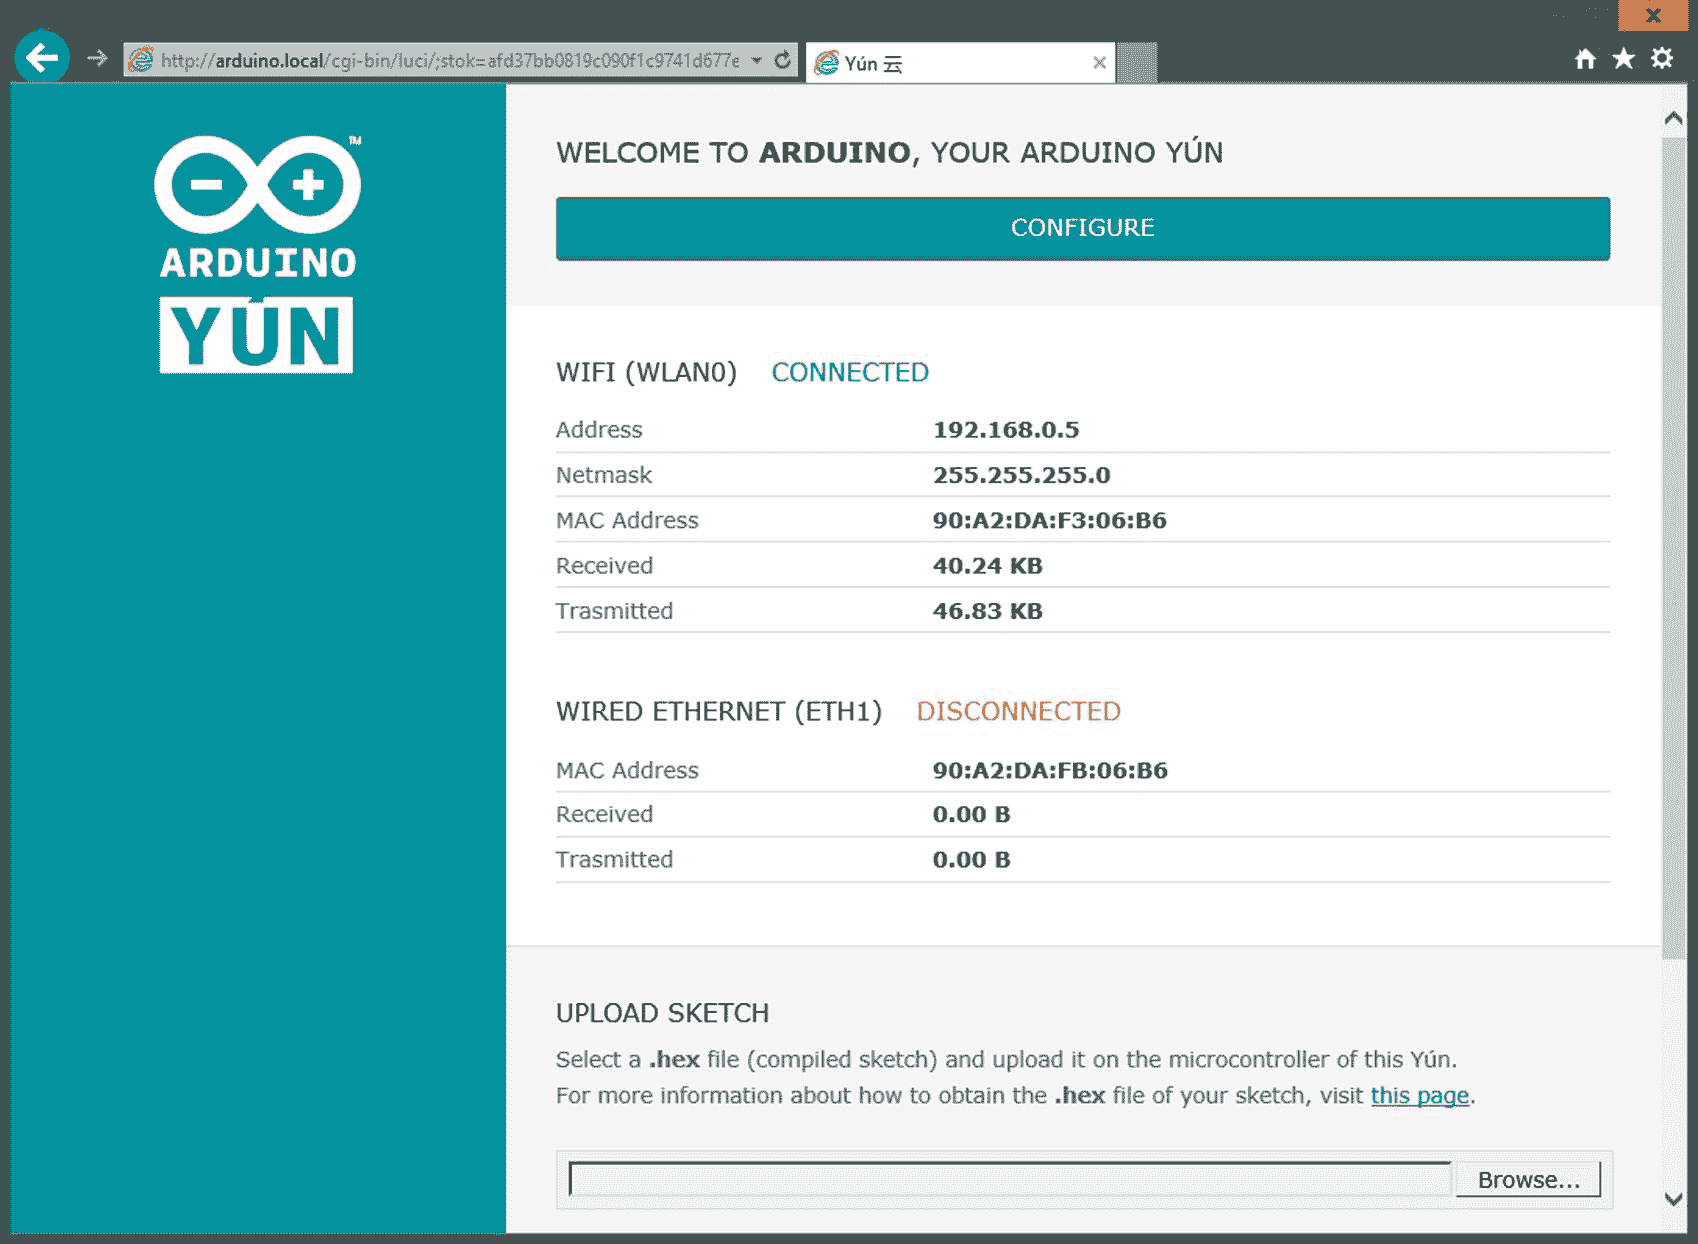 http://arduino.local/cgi-bin/luci/;stok=afd37bb0819c090f1c9741d677e
Yún 云
™
ARDUINO
YÚN
WELCOME TO ARDUINO, YOUR ARDUINO YÚN
CONFIGURE
WIFI (WLAN0) CONNECTED
Address 192.168.0.5
Netmask 255.255.255.0
MAC Address 90:A2:DA:F3:06:B6
Received 40.24 KB
Trasmitted 46.83 KB
WIRED ETHERNET (ETH1) DISCONNECTED
MAC Address 90:A2:DA:FB:06:B6
Received 0.00 B
Trasmitted 0.00 B
UPLOAD SKETCH
Select a .hex file (compiled sketch) and upload it on the microcontroller of this Yún.
For more information about how to obtain the .hex file of your sketch, visit this page.
Browse...